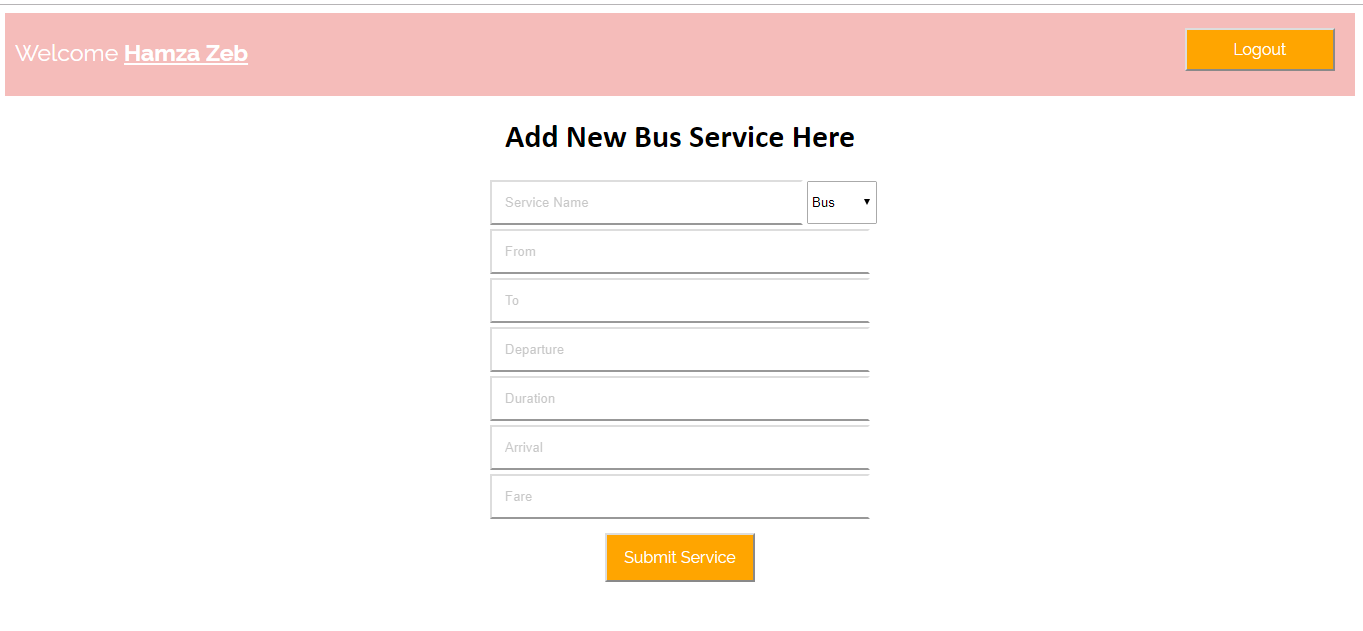 Welcome Hamza Zeb
Logout
Add New Bus Service Here
Service Name
Bus
From
To
Departure
Duration
Arrival
Fare
Submit Service